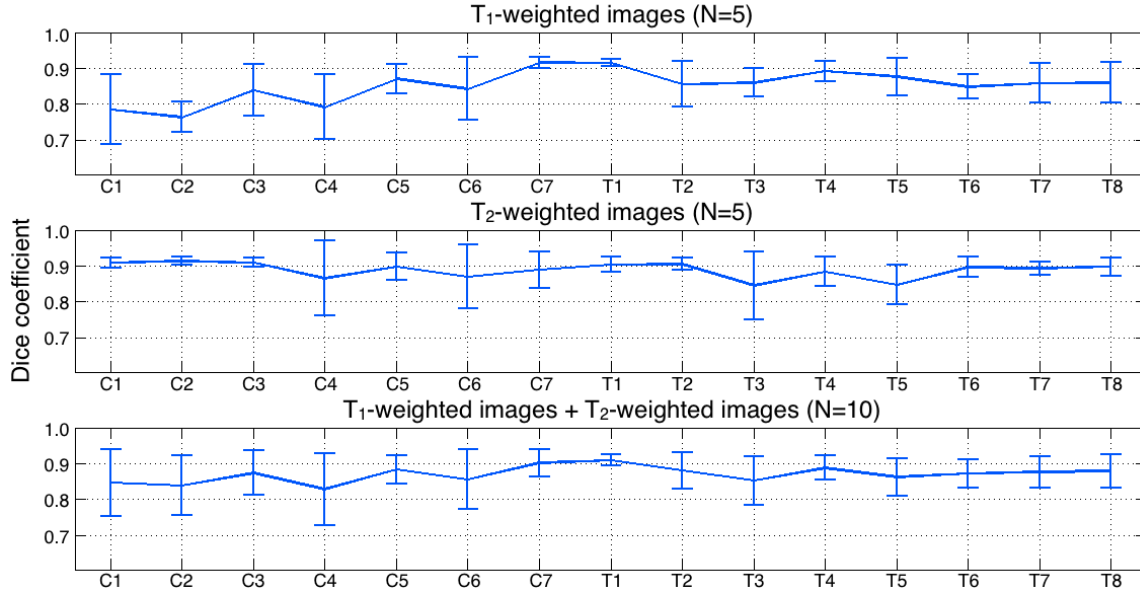 T₁-weighted images (N=5)
1.0
0.9
0.8
0.7
C1 C2 C3 C4 C5 C6 C7 T1 T2 T3 T4 T5 T6 T7 T8
Dice coefficient
T₂-weighted images (N=5)
1.0
0.9
0.8
0.7
C1 C2 C3 C4 C5 C6 C7 T1 T2 T3 T4 T5 T6 T7 T8
T₁-weighted images + T₂-weighted images (N=10)
1.0
0.9
0.8
0.7
C1 C2 C3 C4 C5 C6 C7 T1 T2 T3 T4 T5 T6 T7 T8